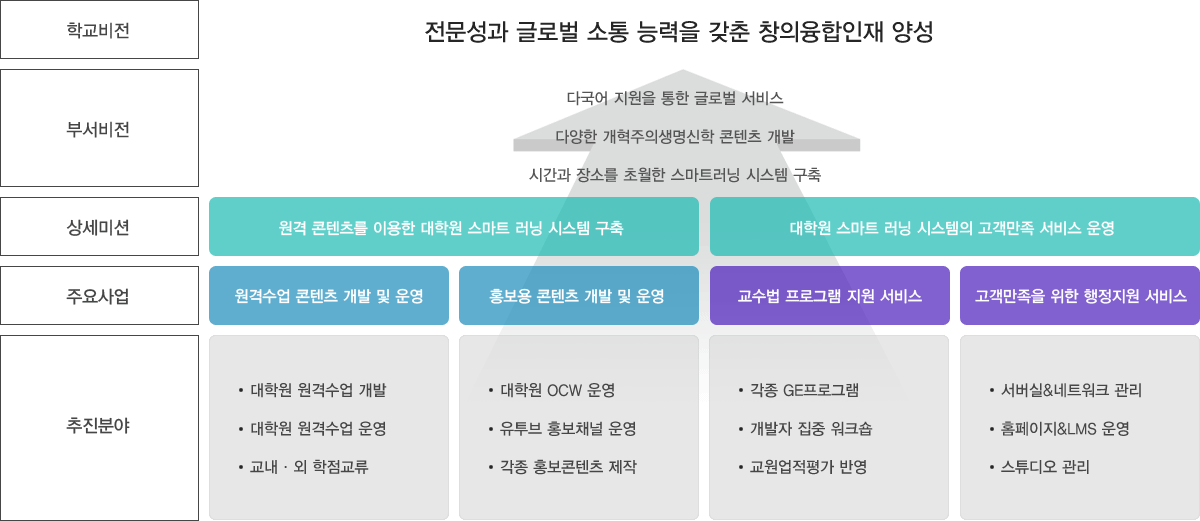 학교비전
전문성과 글로벌 소통 능력을 갖춘 창의융합인재 양성
부서비전
다국어 지원을 통한 글로벌 서비스
다양한 개혁주의생명신학 콘텐츠 개발
시간과 장소를 초월한 스마트러닝 시스템 구축
상세미션
원격 콘텐츠를 이용한 대학원 스마트 러닝 시스템 구축
대학원 스마트 러닝 시스템의 고객만족 서비스 운영
주요사업
원격수업 콘텐츠 개발 및 운영
홍보용 콘텐츠 개발 및 운영
교수법 프로그램 지원 서비스
고객만족을 위한 행정지원 서비스
추진분야
• 대학원 원격수업 개발
• 대학원 원격수업 운영
• 교내 · 외 학점교류
• 대학원 OCW 운영
• 유투브 홍보채널 운영
• 각종 홍보콘텐츠 제작
• 각종 GE프로그램
• 개발자 집중 워크숍
• 교원업적평가 반영
• 서버실&네트워크 관리
• 홈페이지&LMS 운영
• 스튜디오 관리